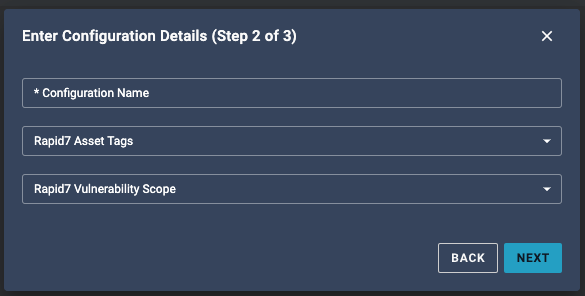 Enter Configuration Details (Step 2 of 3)
* Configuration Name
Rapid7 Asset Tags
Rapid7 Vulnerability Scope
BACK NEXT